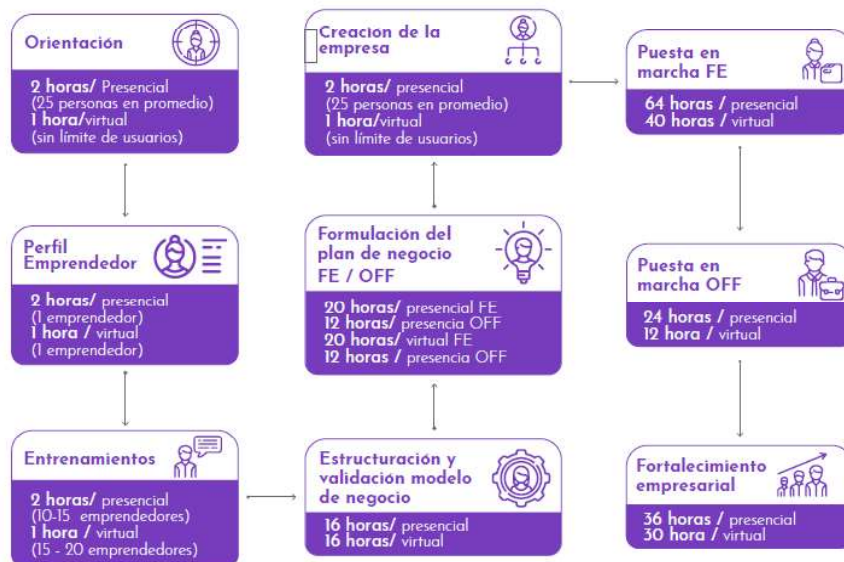 Orientación
2 horas/ Presencial
(25 personas en promedio)
1 hora/virtual
(sin límite de usuarios)
Perfil
Emprendedor
2 horas/ presencial
(1 emprendedor)
1 hora / virtual
(1 emprendedor)
Entrenamientos
2 horas/ presencial
(10-15 emprendedores)
1 hora / virtual
(15 - 20 emprendedores)
Estructuración y
validación modelo
de negocio
16 horas/ presencial
16 horas/ virtual
Formulación del
plan de negocio
FE / OFF
20 horas/ presencial FE
12 horas/ presencia OFF
20 horas/ virtual FE
12 horas / presencia OFF
Creación de la
empresa
2 horas/ presencial
(25 personas en promedio)
1 hora/virtual
(sin límite de usuarios)
Puesta en
marcha FE
64 horas / presencial
40 horas / virtual
Puesta en
marcha OFF
24 horas / presencial
12 hora / virtual
Fortalecimiento
empresarial
36 horas / presencial
30 hora / virtual